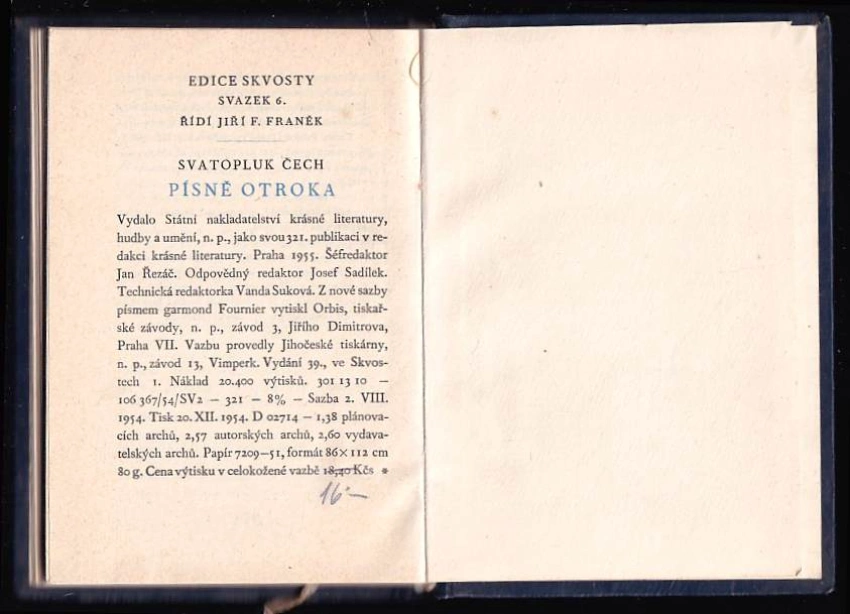 EDICE SKVOSTY
SVAZEK 6.
ŘÍDÍ JIŘÍ F. FRANĚK
SVATOPLUK ČECH
PÍSNĚ OTROKA
Vydalo Státní nakladatelství krásné literatury,
hudby a umění, n. p., jako svou 321. publikaci v re-
dakci krásné literatury. Praha 1955. Šéfredaktor
Jan Řezáč. Odpovědný redaktor Josef Sadílek.
Technická redaktorka Vanda Suková. Z nové sazby
písmem garmond Fournier vytiskl Orbis, tiskař-
ské závody, n. p., závod 3, Jiřího Dimitrova,
Praha VII. Vazbu provedly Jihočeské tiskárny,
n. p., závod 13, Vimperk. Vydání 39., ve Skvos-
tech 1. Náklad 20.400 výtisků. 301 13 10 —
106 367/54/SV2 — 321 — 8% — Sazba 2. VIII.
1954. Tisk 20. XII. 1954. D 02714 — 1,38 plánova-
cích archů, 2,57 autorských archů, 2,60 vydava-
telských archů. Papír 7209—51, formát 86×112 cm
80 g. Cena výtisku v celokožené vazbě 18,40 Kčs *
16·—